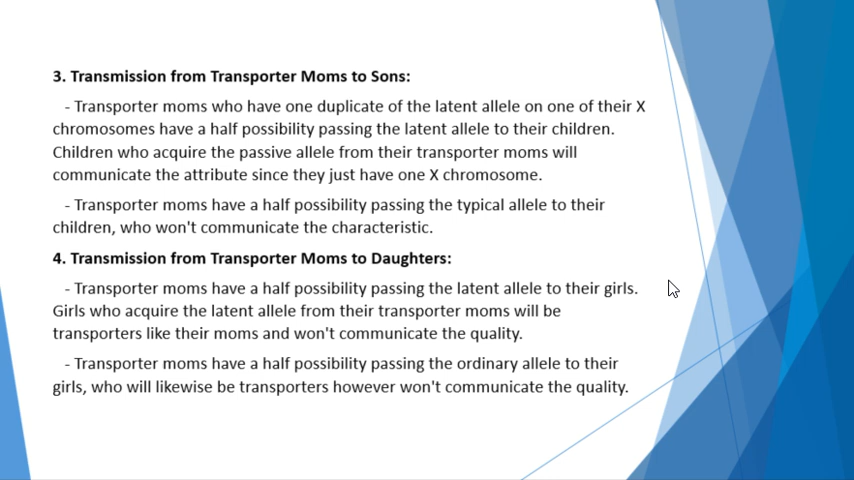 3. Transmission from Transporter Moms to Sons:
- Transporter moms who have one duplicate of the latent allele on one of their X
chromosomes have a half possibility passing the latent allele to their children.
Children who acquire the passive allele from their transporter moms will
communicate the attribute since they just have one X chromosome.
- Transporter moms have a half possibility passing the typical allele to their
children, who won't communicate the characteristic.
4. Transmission from Transporter Moms to Daughters:
- Transporter moms have a half possibility passing the latent allele to their girls.
Girls who acquire the latent allele from their transporter moms will be
transporters like their moms and won't communicate the quality.
- Transporter moms have a half possibility passing the ordinary allele to their
girls, who will likewise be transporters however won't communicate the quality.